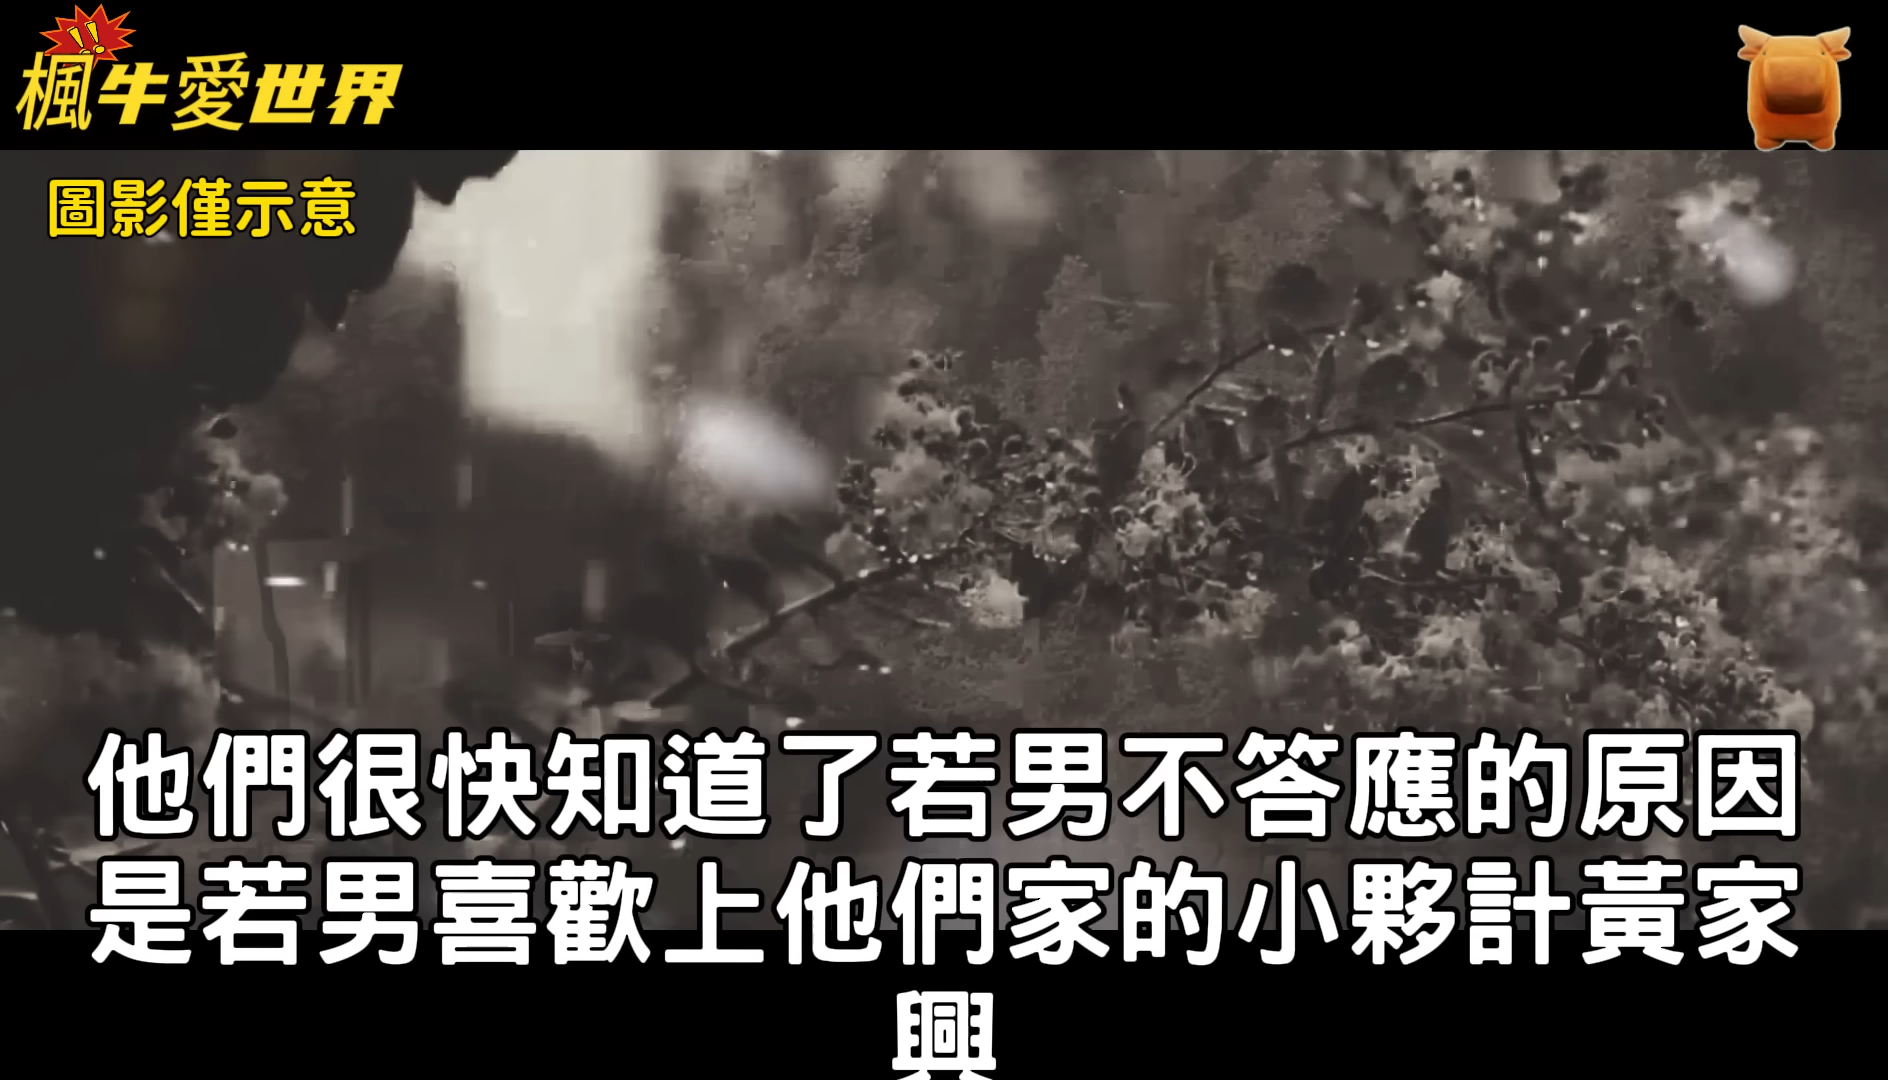 楓牛愛世界
圖影僅示意
他們很快知道了若男不答應的原因
是若男喜歡上他們家的小夥計黃家
興